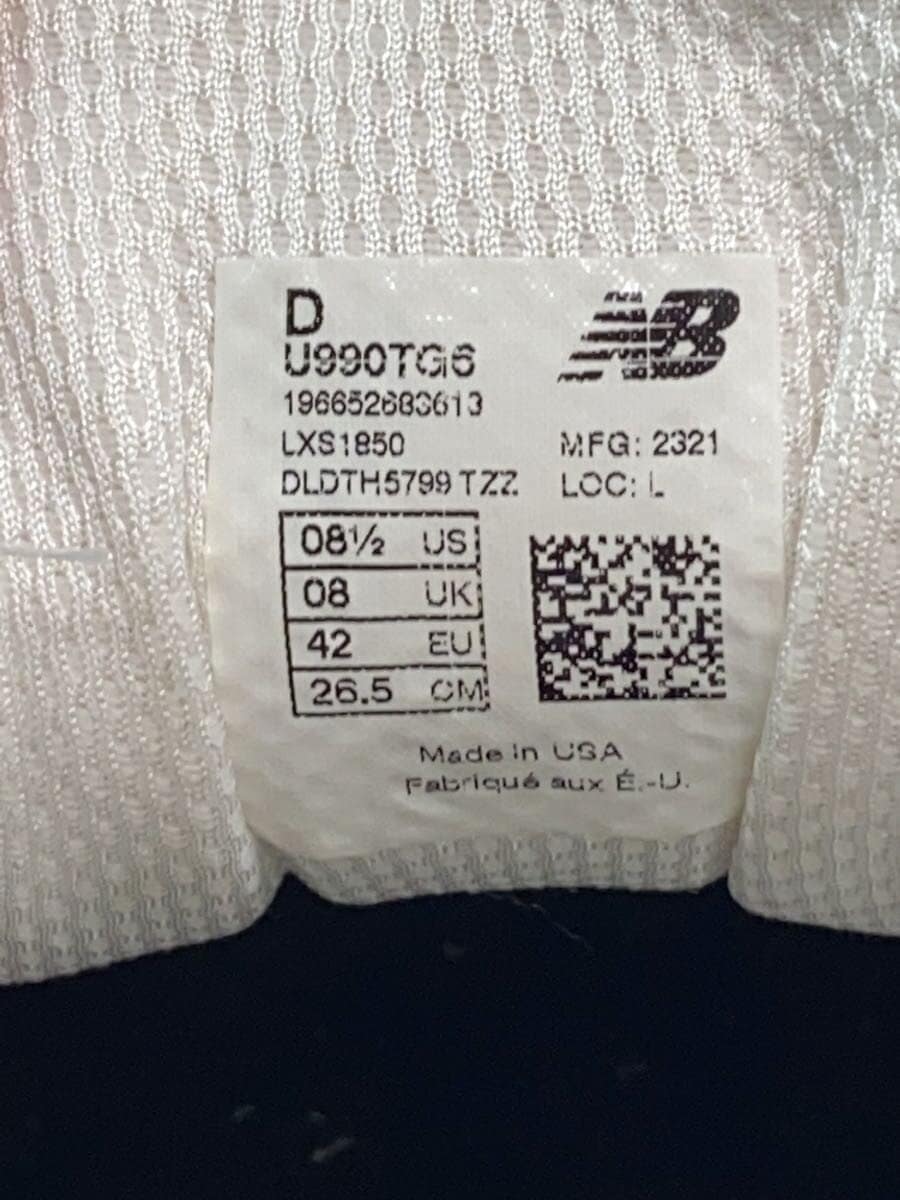 D
NB
U990TG6
196652683613
LXS1850
MFG: 2321
DLDTH5799 TZZ
LOC: L
08½ US
08 UK
42 EU
26.5 CM
Made in USA
Fabriqué aux É.-U.